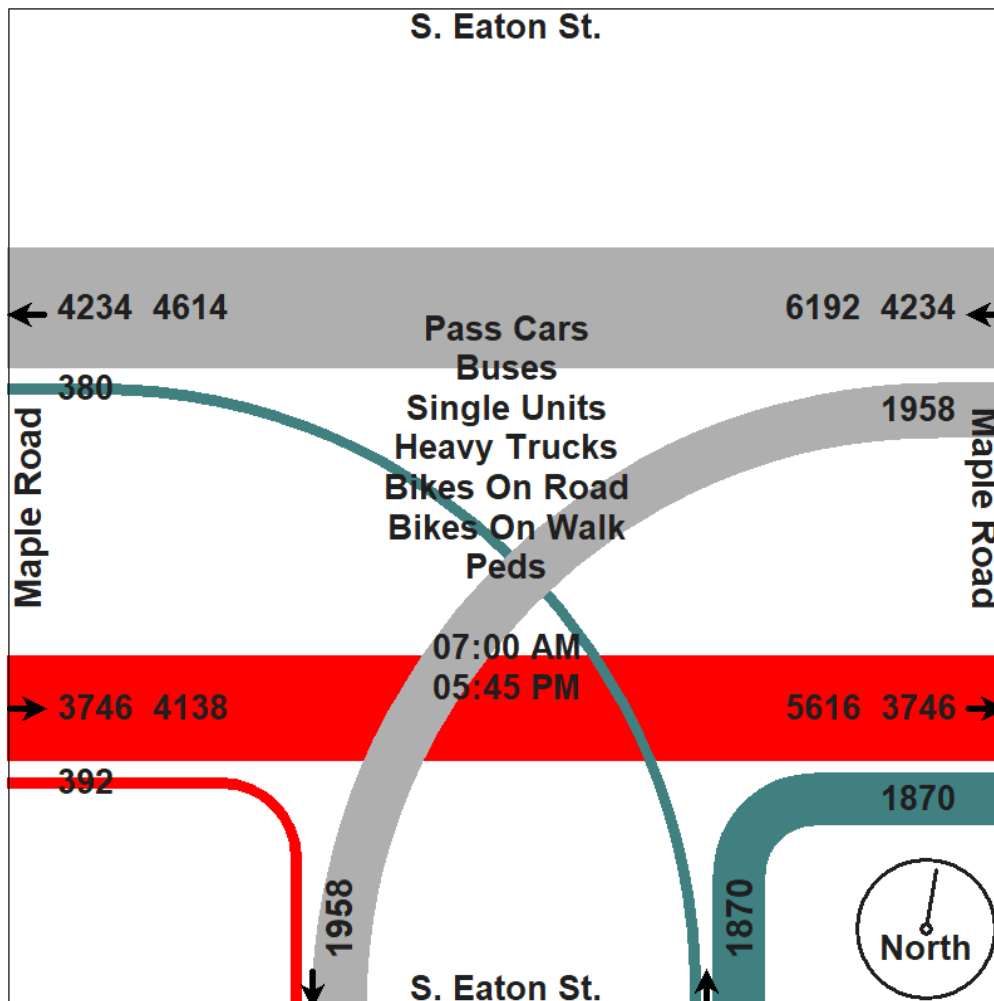 S. Eaton St.
4234 4614
6192 4234
Pass Cars
Buses
380
Single Units
1958
Heavy Trucks
Maple Road
Maple Road
Bikes On Road
Bikes On Walk
Peds
07:00 AM
05:45 PM
3746 4138
5616 3746
392
1870
1958
1870
North
S. Eaton St.